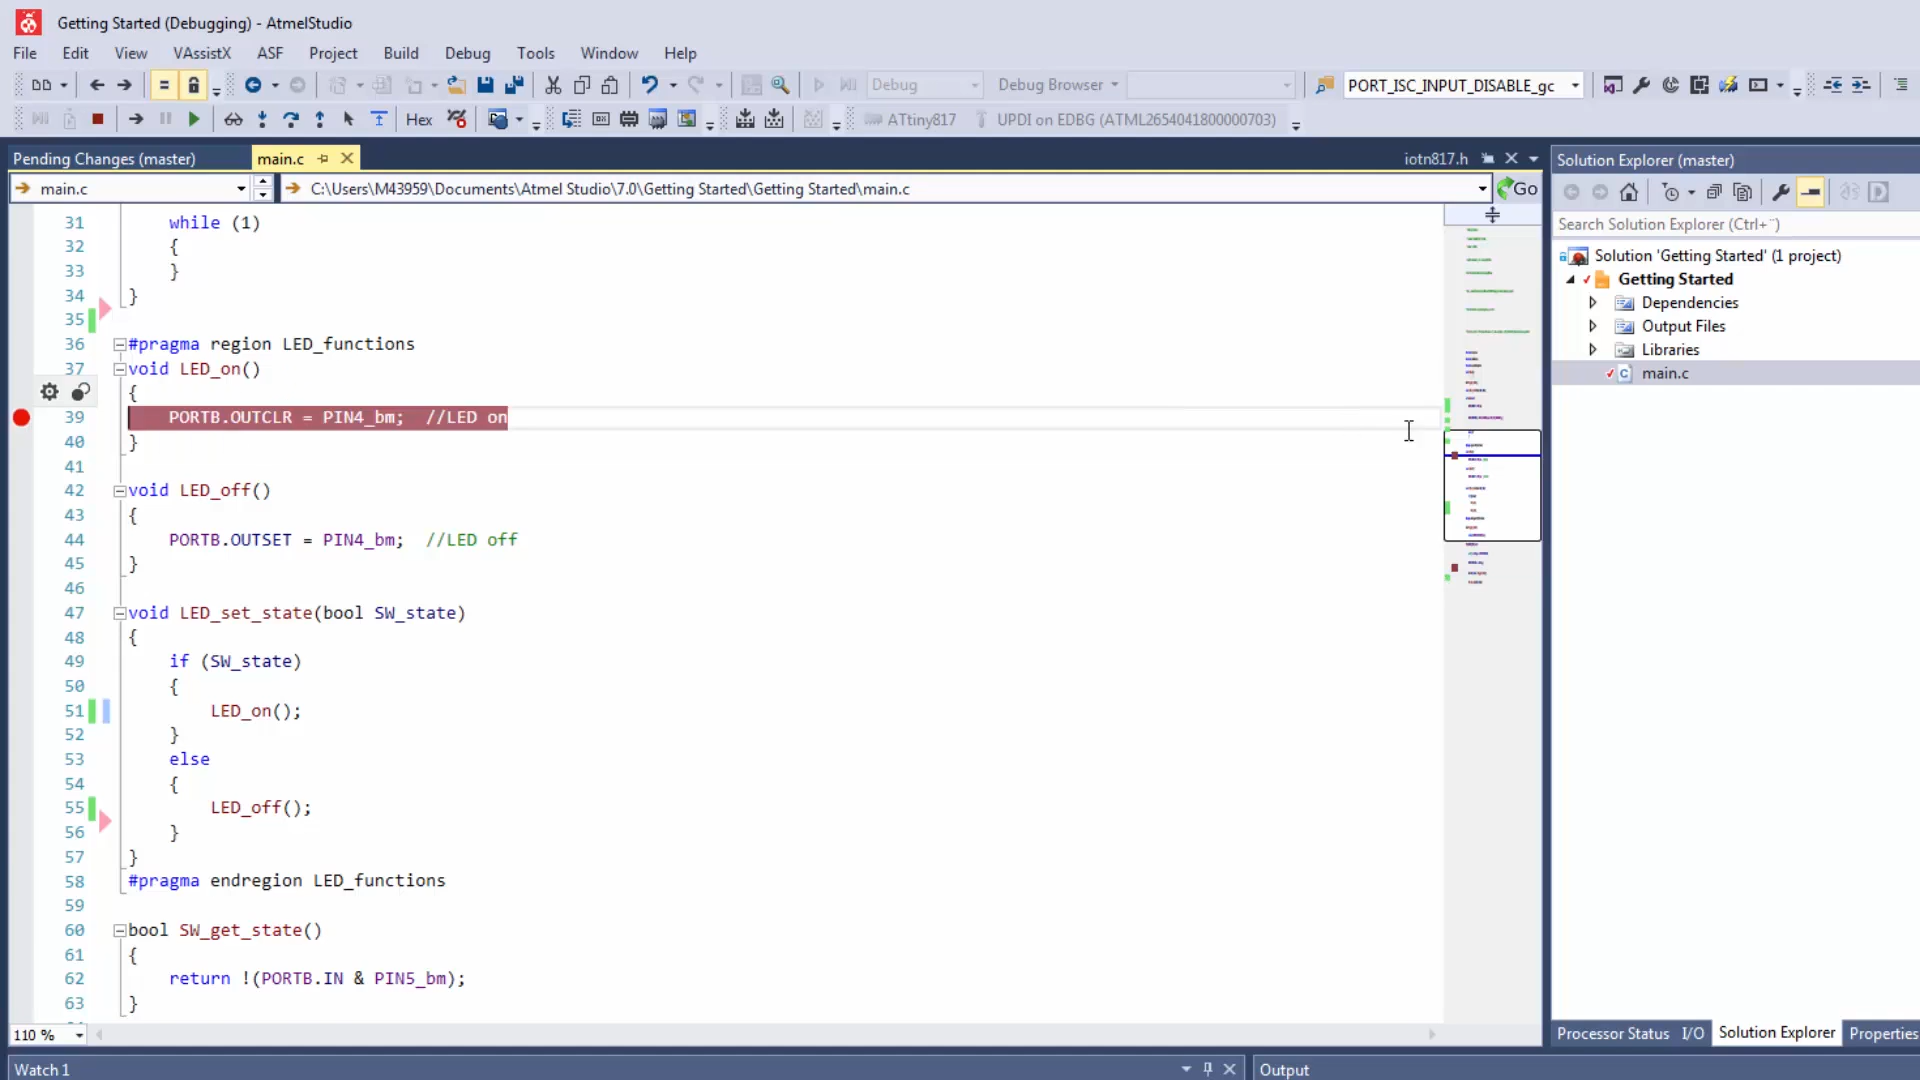 Getting Started (Debugging) - AtmelStudio
File Edit View VAssistX ASF Project Build Debug Tools Window Help
Debug Debug Browser PORT_ISC_INPUT_DISABLE_gc
Hex ATtiny817 UPDI on EDBG (ATML2654041800000703)
Pending Changes (master) main.c iotn817.h
main.c C:\Users\M43959\Documents\Atmel Studio\7.0\Getting Started\Getting Started\main.c Go
31 while (1)
32 {
33 }
34 }
35
36 #pragma region LED_functions
37 void LED_on()
{
39 PORTB.OUTCLR = PIN4_bm; //LED on
40 }
41
42 void LED_off()
43 {
44 PORTB.OUTSET = PIN4_bm; //LED off
45 }
46
47 void LED_set_state(bool SW_state)
48 {
49 if (SW_state)
50 {
51 LED_on();
52 }
53 else
54 {
55 LED_off();
56 }
57 }
58 #pragma endregion LED_functions
59
60 bool SW_get_state()
61 {
62 return !(PORTB.IN & PIN5_bm);
63 }
110 %
Watch 1
Output
Solution Explorer (master)
Search Solution Explorer (Ctrl+¨)
Solution 'Getting Started' (1 project)
Getting Started
Dependencies
Output Files
Libraries
main.c
Processor Status I/O Solution Explorer Properties